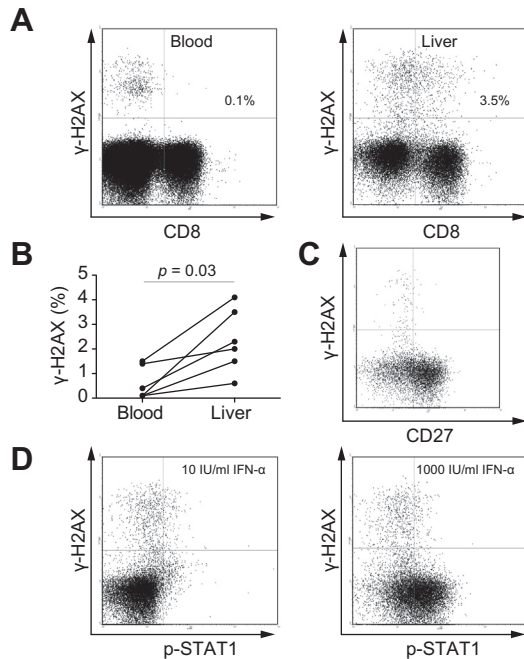 A
Blood
Liver
γ-H2AX
0.1%
γ-H2AX
3.5%
CD8
CD8
B
C
p = 0.03
γ-H2AX (%)
5
4
3
2
1
0
Blood
Liver
γ-H2AX
CD27
D
10 IU/ml IFN-α
1000 IU/ml IFN-α
γ-H2AX
γ-H2AX
p-STAT1
p-STAT1